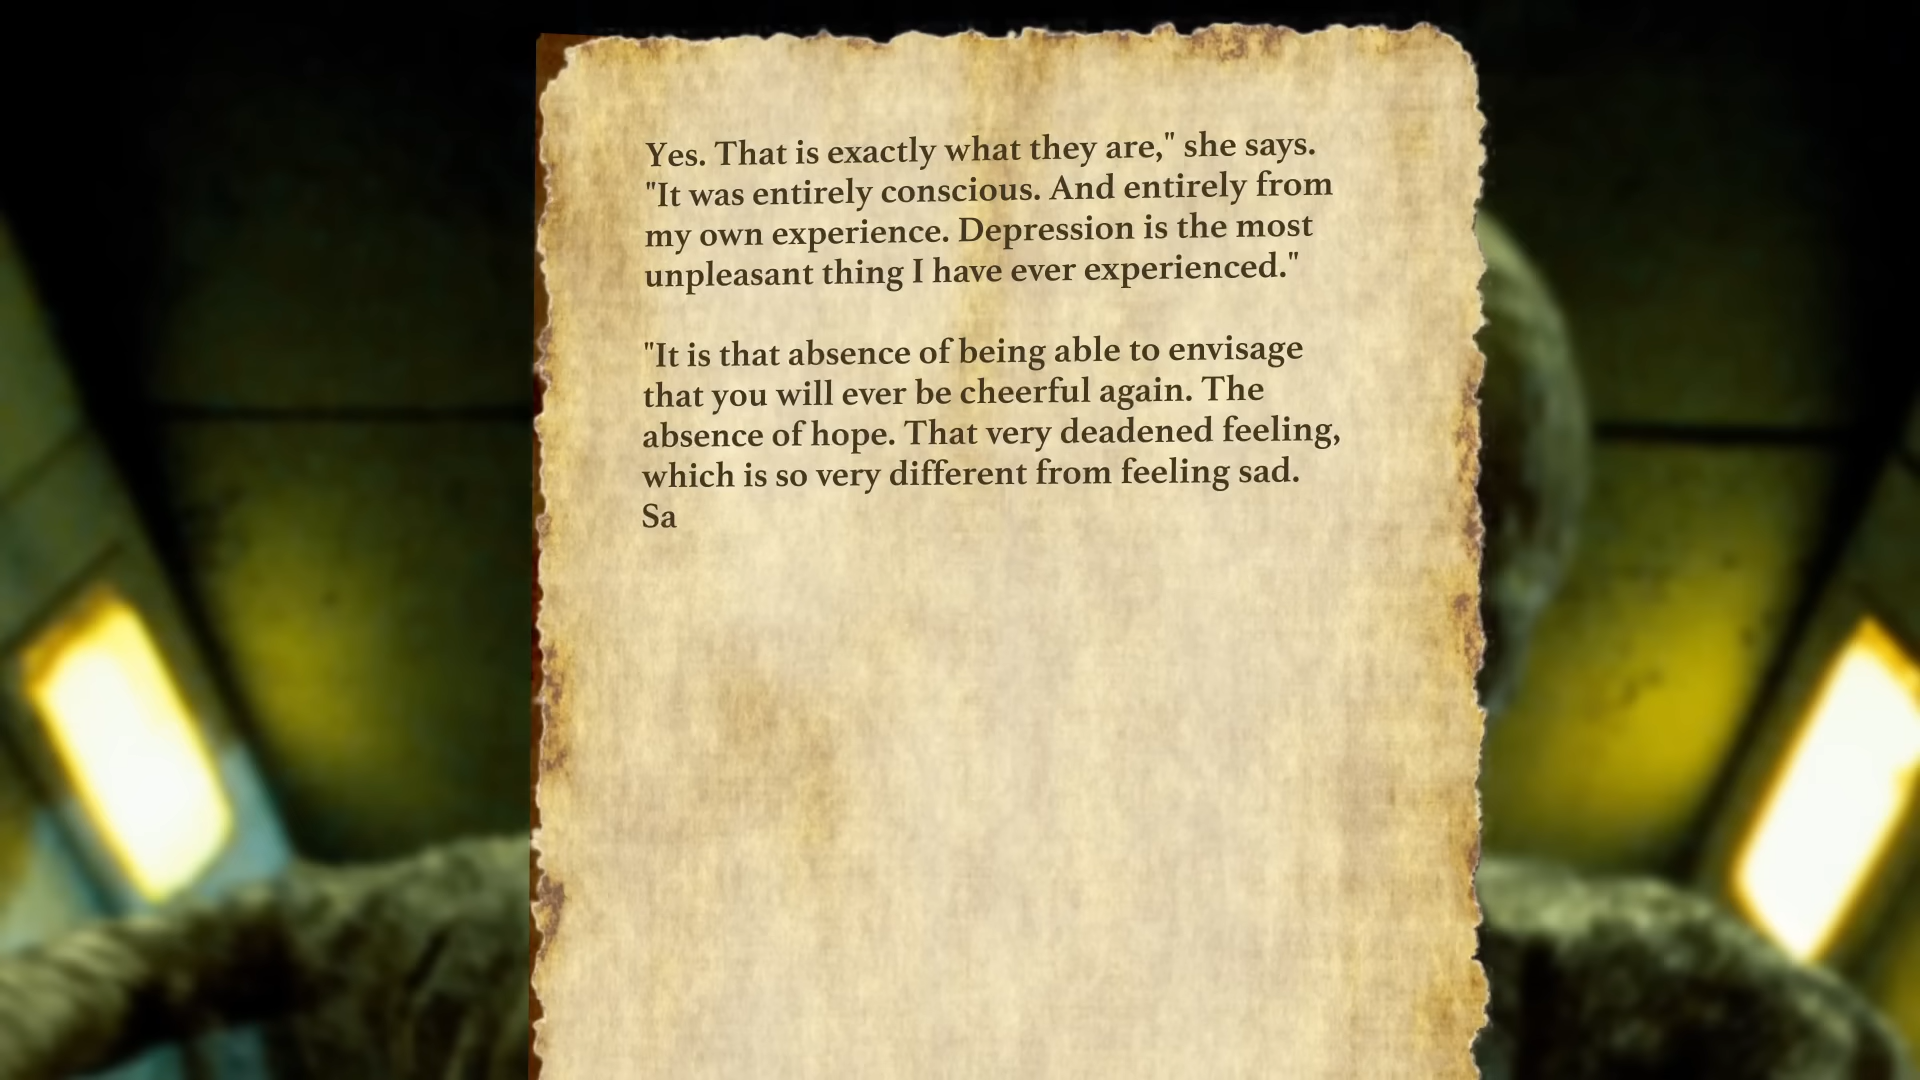 Yes. That is exactly what they are," she says.
"It was entirely conscious. And entirely from
my own experience. Depression is the most
unpleasant thing I have ever experienced."
"It is that absence of being able to envisage
that you will ever be cheerful again. The
absence of hope. That very deadened feeling,
which is so very different from feeling sad.
Sa